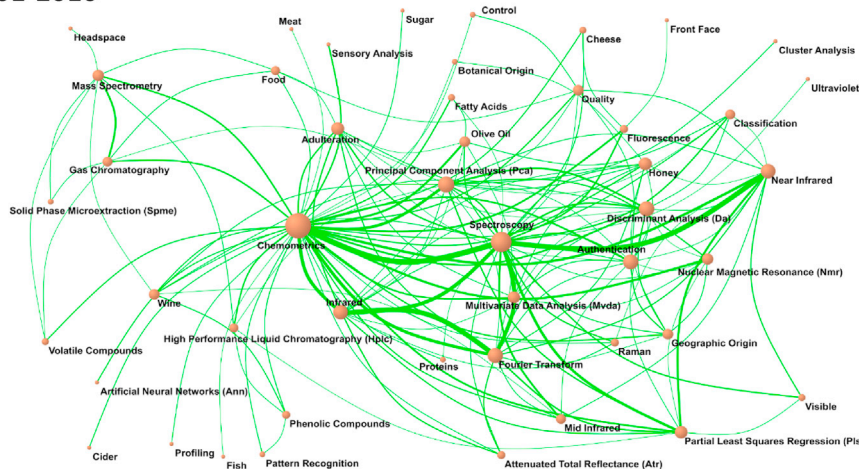 Headspace
Meat
Sugar
Control
Front Face
Sensory Analysis
Cheese
Cluster Analysis
Mass Spectrometry
Food
Botanical Origin
Ultraviolet
Quality
Fatty Acids
Classification
Adulteration
Olive Oil
Fluorescence
Gas Chromatography
Principal Component Analysis (Pca)
Honey
Near Infrared
Solid Phase Microextraction (Spme)
Chemometrics
Spectroscopy
Discriminant Analysis (Da)
Authentication
Nuclear Magnetic Resonance (Nmr)
Wine
Infrared
Multivariate Data Analysis (Mvda)
High Performance Liquid Chromatography (Hplc)
Geographic Origin
Volatile Compounds
Raman
Proteins
Fourier Transform
Artificial Neural Networks (Ann)
Visible
Phenolic Compounds
Mid Infrared
Partial Least Squares Regression (Pls
Cider
Profiling
Fish
Pattern Recognition
Attenuated Total Reflectance (Atr)